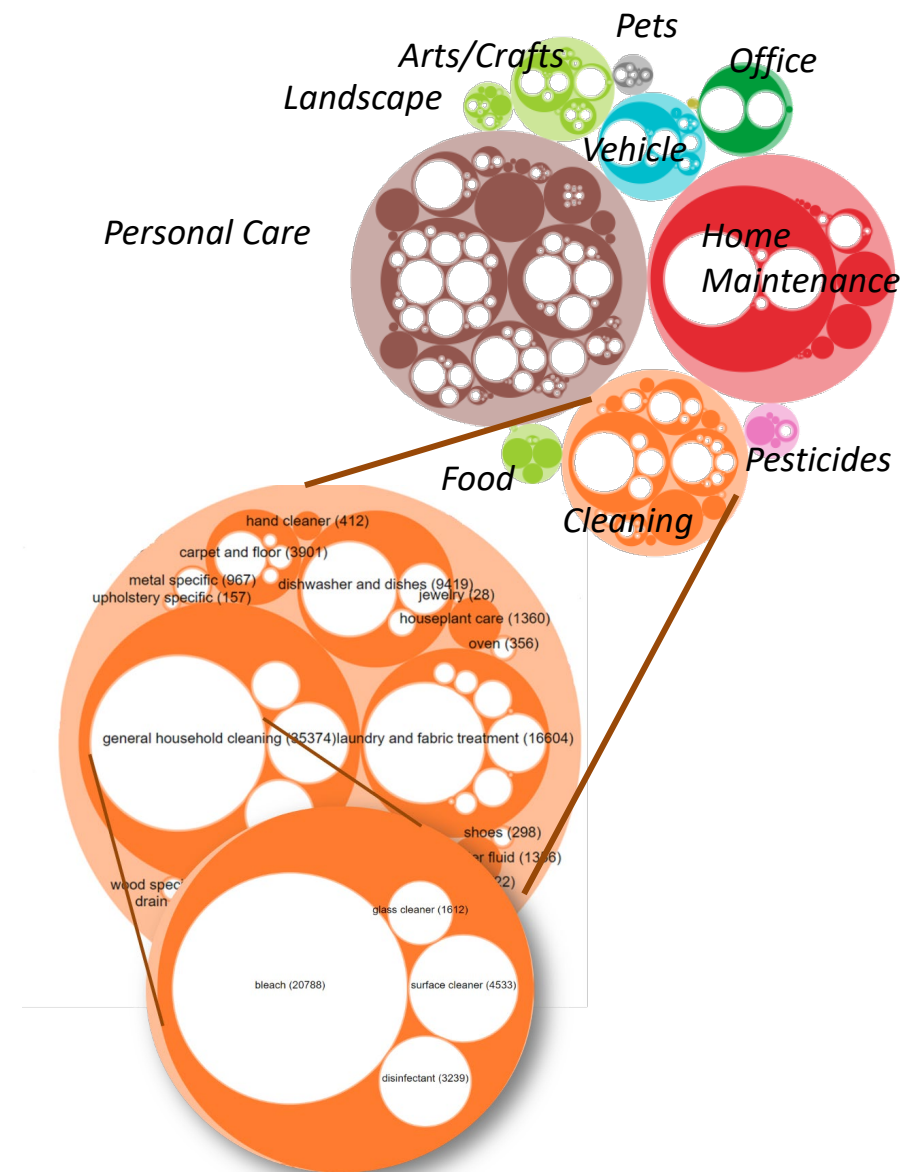 Pets
Arts/Crafts
Office
Landscape
Vehicle
Personal Care
Home
Maintenance
Food
Pesticides
Cleaning
hand cleaner (412)
carpet and floor (3901)
metal specific (967)
dishwasher and dishes (9419)
upholstery specific (157)
jewelry (28)
houseplant care (1360)
oven (356)
general household cleaning (35374)
laundry and fabric treatment (16604)
shoes (298)
fluid
wood
drain
glass cleaner (1612)
bleach (20788)
surface cleaner (4533)
disinfectant (3239)